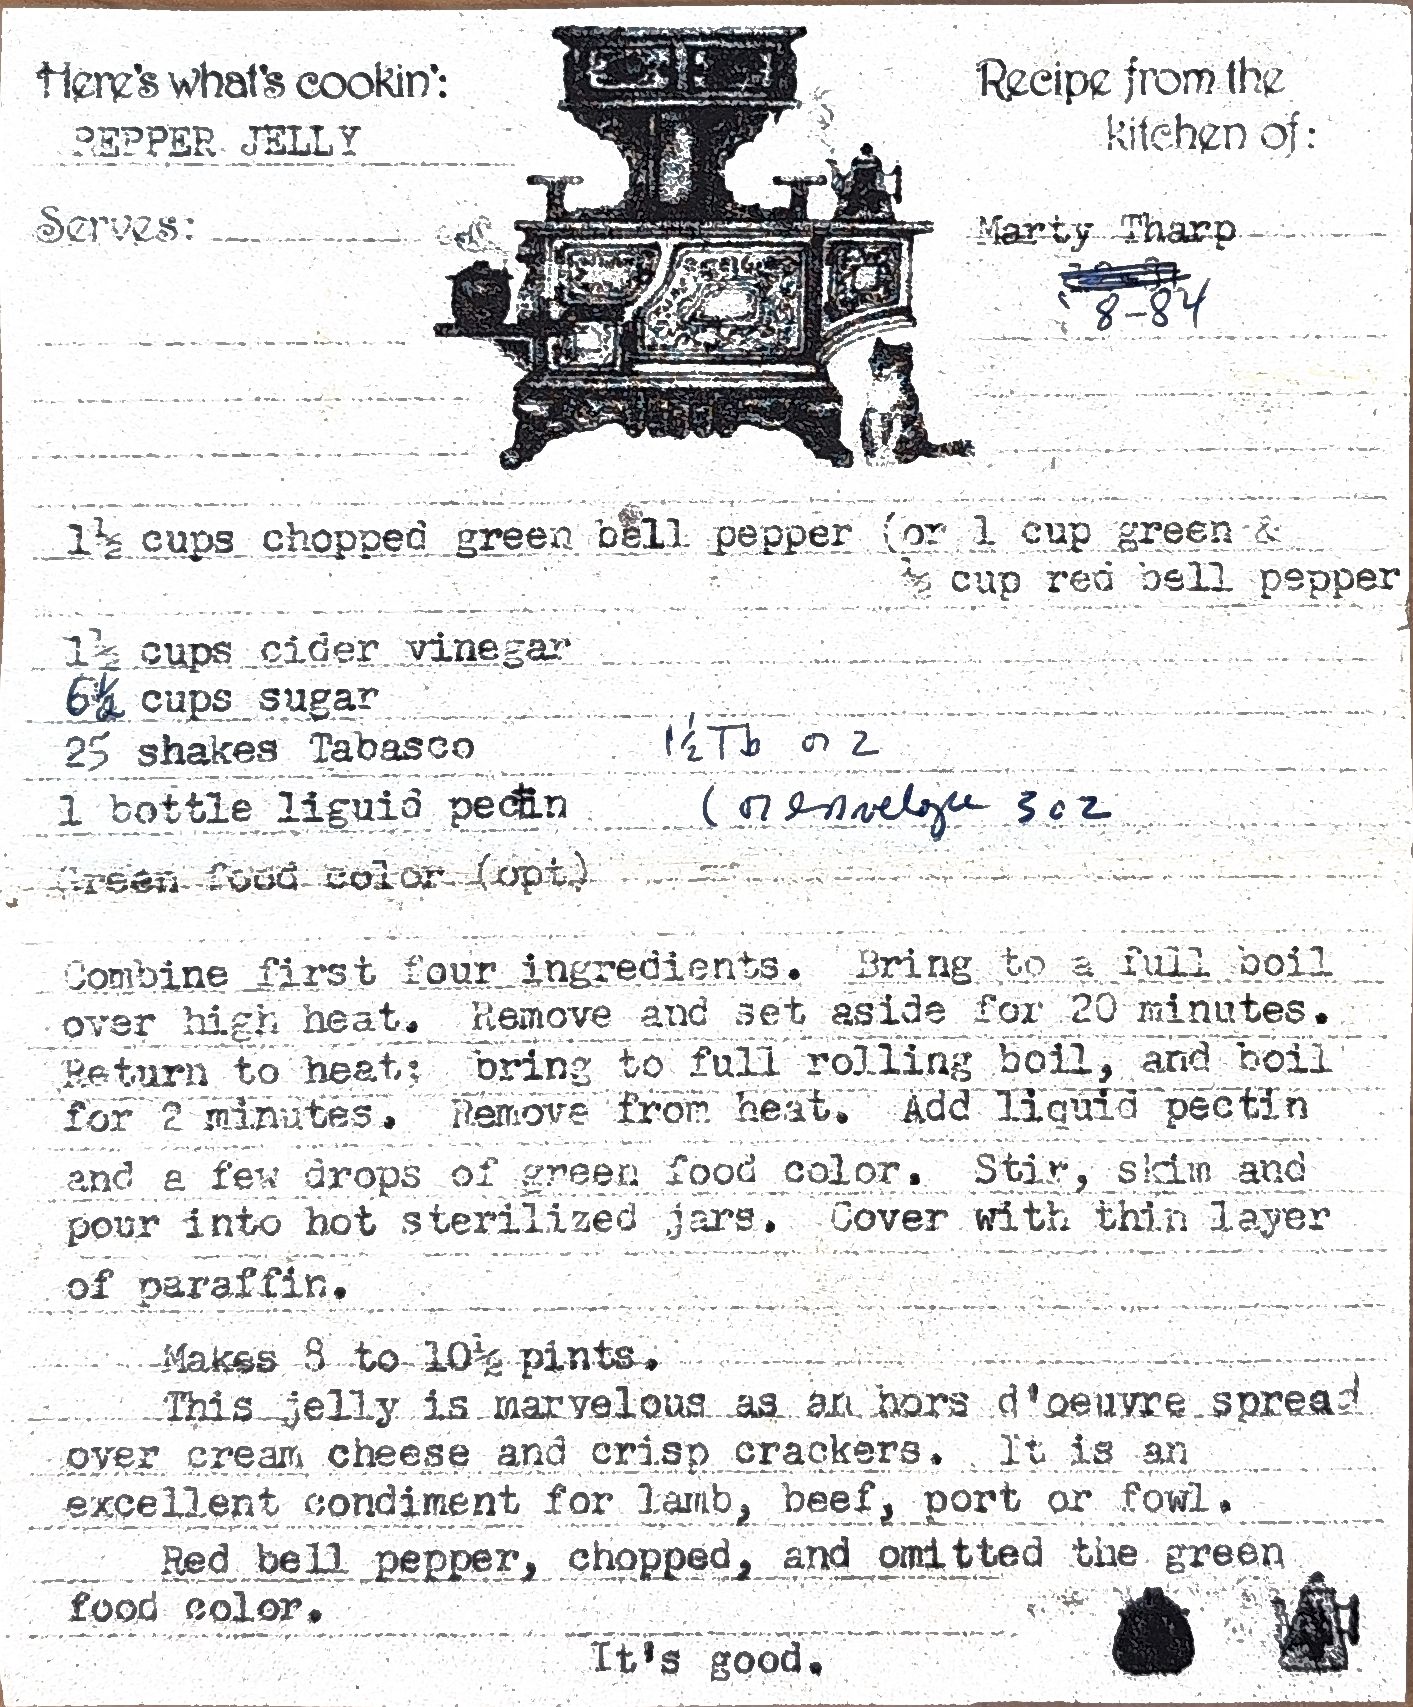 Here's what's cookin':
PEPPER JELLY
Recipe from the
kitchen of:
Serves:
Marty Tharp
8-84
1½ cups chopped green bell pepper (or 1 cup green &
½ cup red bell pepper
1½ cups cider vinegar
6½ cups sugar
25 shakes Tabasco 1½ Tb or 2
1 bottle liguid pectin (or envelope 3 oz
Green food color (opt)
Combine first four ingredients. Bring to a full boil
over high heat. Remove and set aside for 20 minutes.
Return to heat; bring to full rolling boil, and boil
for 2 minutes. Remove from heat. Add liquid pectin
and a few drops of green food color. Stir, skim and
pour into hot sterilized jars. Cover with thin layer
of paraffin.
Makes 8 to 10½ pints.
This jelly is marvelous as an hors d'oeuvre spread
over cream cheese and crisp crackers. It is an
excellent condiment for lamb, beef, port or fowl.
Red bell pepper, chopped, and omitted the green
food color.
It's good.